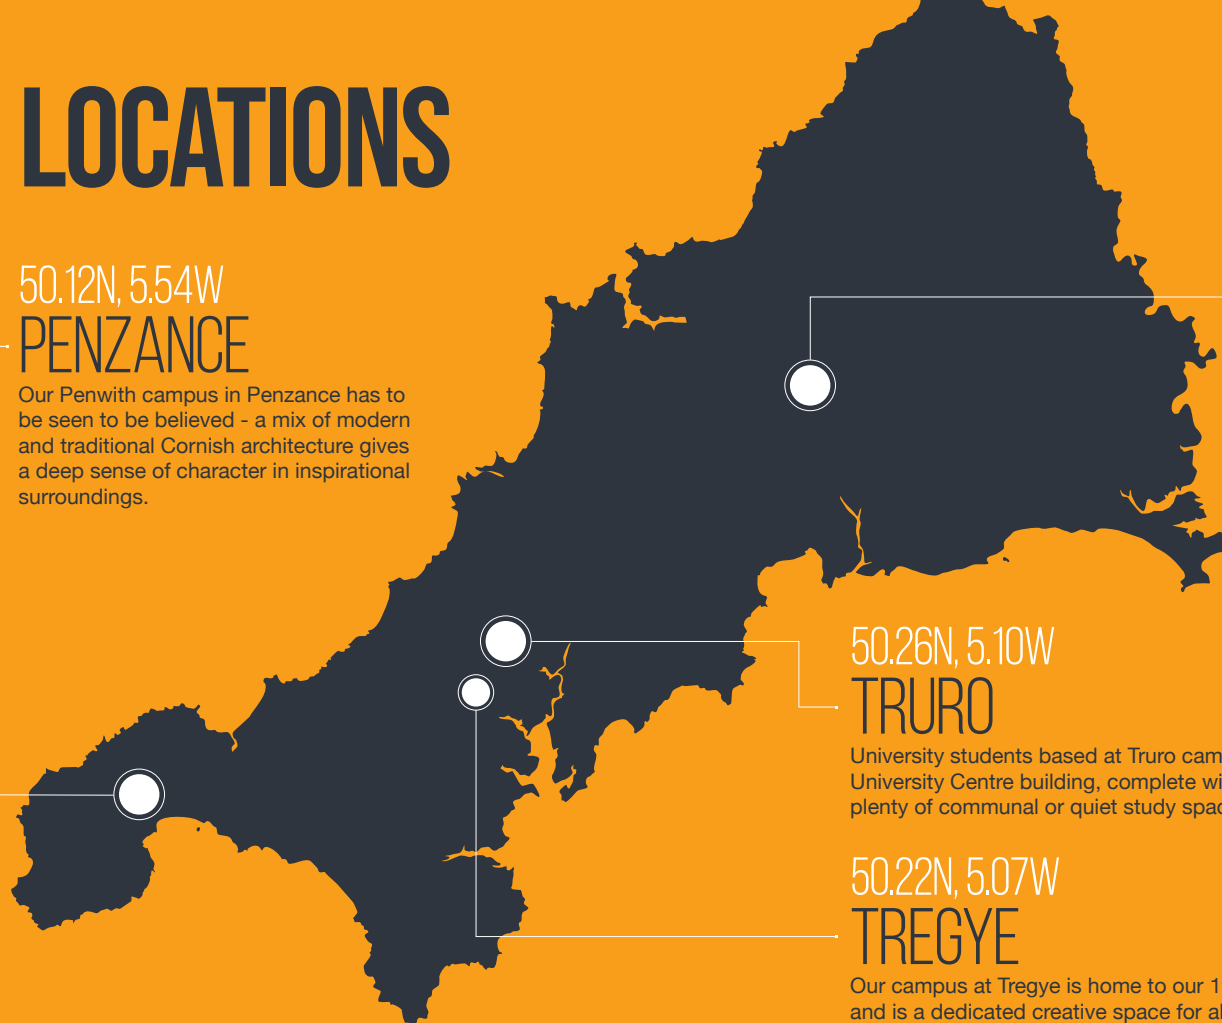 LOCATIONS
50.12N, 5.54W
PENZANCE
Our Penwith campus in Penzance has to
be seen to be believed - a mix of modern
and traditional Cornish architecture gives
a deep sense of character in inspirational
surroundings.
50.26N, 5.10W
TRURO
University students based at Truro cam
University Centre building, complete wi
plenty of communal or quiet study spac
50.22N, 5.07W
TREGYE
Our campus at Tregye is home to our 1
and is a dedicated creative space for al